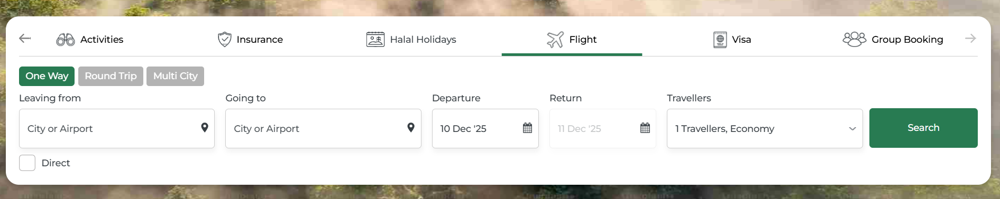 Activities Insurance Halal Holidays Flight Visa Group Booking
One Way Round Trip Multi City
Leaving from Going to Departure Return Travellers
City or Airport City or Airport 10 Dec '25 11 Dec '25 1 Travellers, Economy Search
Direct